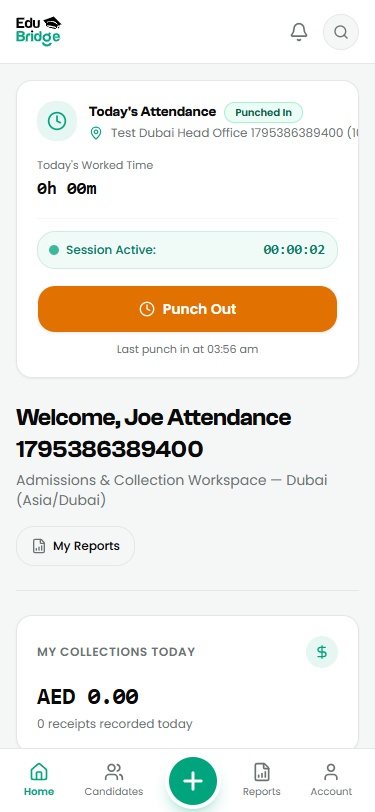 Edu
Bridge
Today's Attendance
Punched In
Test Dubai Head Office 1795386389400
Today's Worked Time
0h 00m
Session Active:
00:00:02
Punch Out
Last punch in at 03:56 am
Welcome, Joe Attendance
1795386389400
Admissions & Collection Workspace — Dubai
(Asia/Dubai)
My Reports
MY COLLECTIONS TODAY
$
AED 0.00
0 receipts recorded today
Home
Candidates
Reports
Account